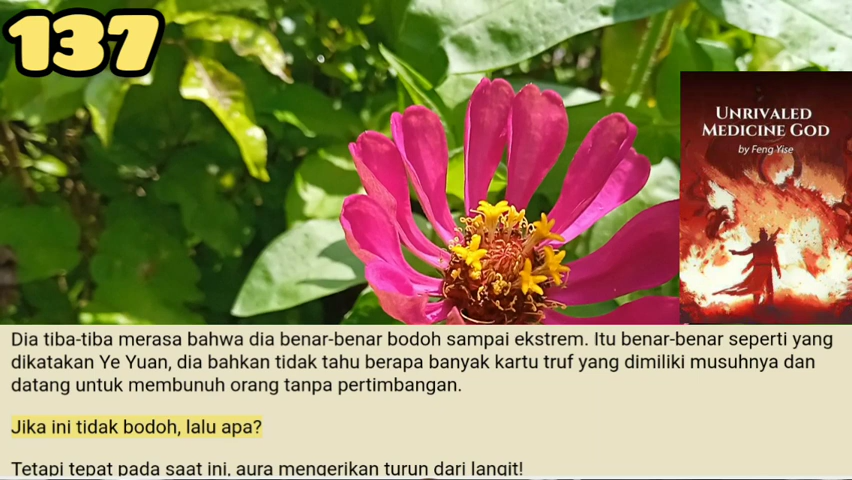 137
UNRIVALED
MEDICINE GOD
by Feng Yise
Dia tiba-tiba merasa bahwa dia benar-benar bodoh sampai ekstrem. Itu benar-benar seperti yang
dikatakan Ye Yuan, dia bahkan tidak tahu berapa banyak kartu truf yang dimiliki musuhnya dan
datang untuk membunuh orang tanpa pertimbangan.
Jika ini tidak bodoh, lalu apa?
Tetapi tepat pada saat ini, aura mengerikan turun dari langit!